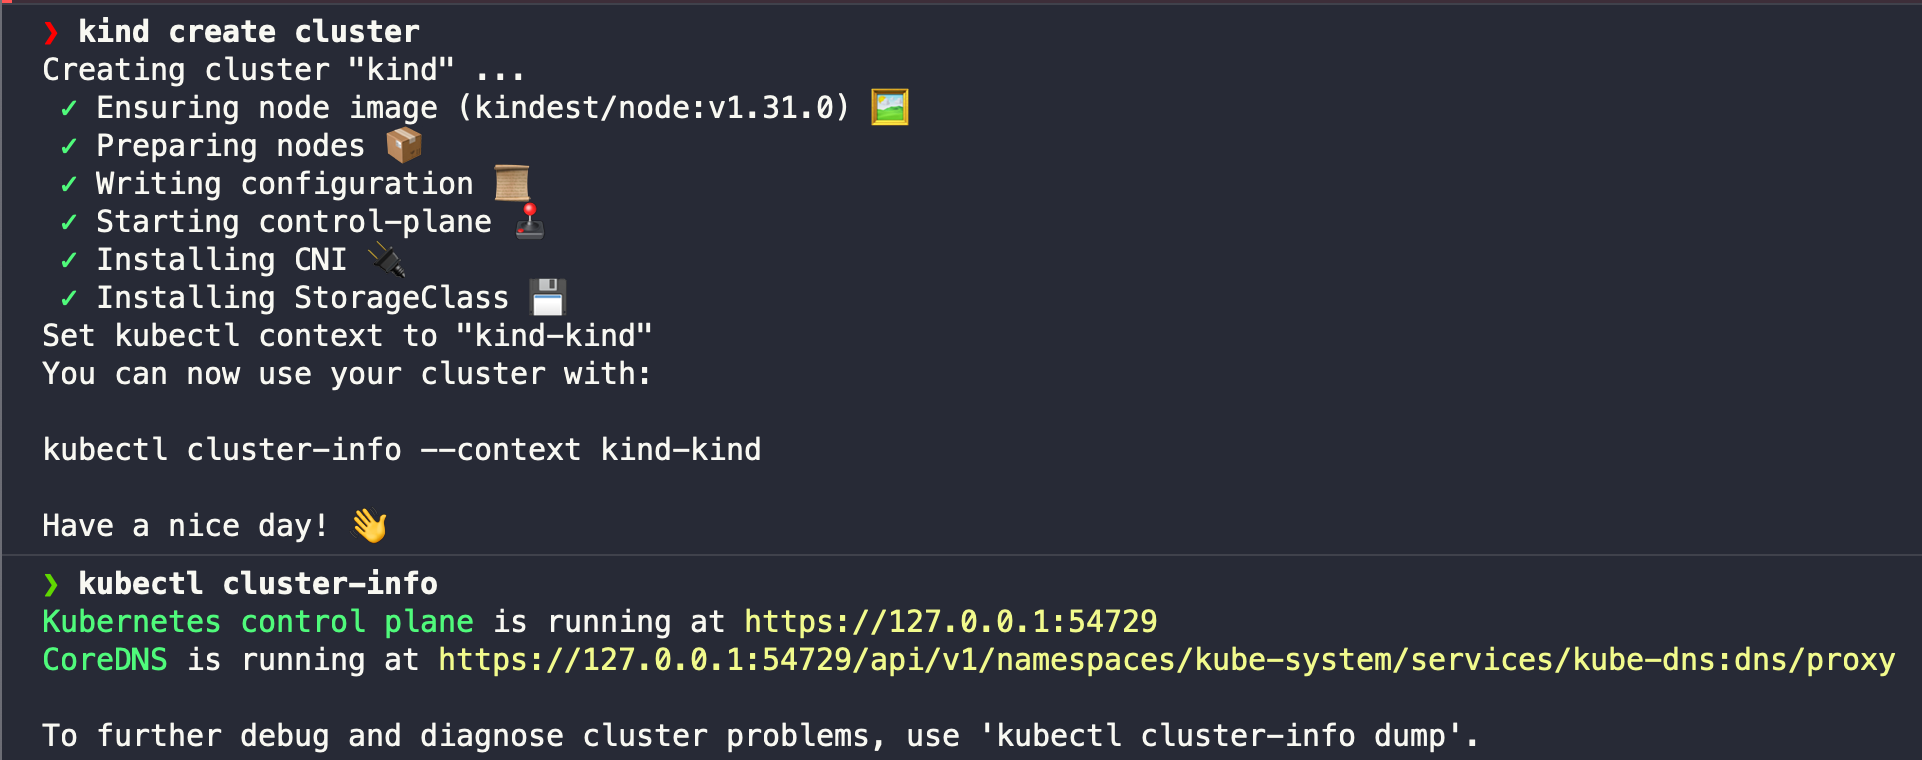 ❯ kind create cluster
Creating cluster "kind" ...
✓ Ensuring node image (kindest/node:v1.31.0) 🖼
✓ Preparing nodes 📦
✓ Writing configuration 📜
✓ Starting control-plane 🕹
✓ Installing CNI 🔌
✓ Installing StorageClass 💾
Set kubectl context to "kind-kind"
You can now use your cluster with:

kubectl cluster-info --context kind-kind

Have a nice day! 👋
❯ kubectl cluster-info
Kubernetes control plane is running at https://127.0.0.1:54729
CoreDNS is running at https://127.0.0.1:54729/api/v1/namespaces/kube-system/services/kube-dns:dns/proxy

To further debug and diagnose cluster problems, use 'kubectl cluster-info dump'.